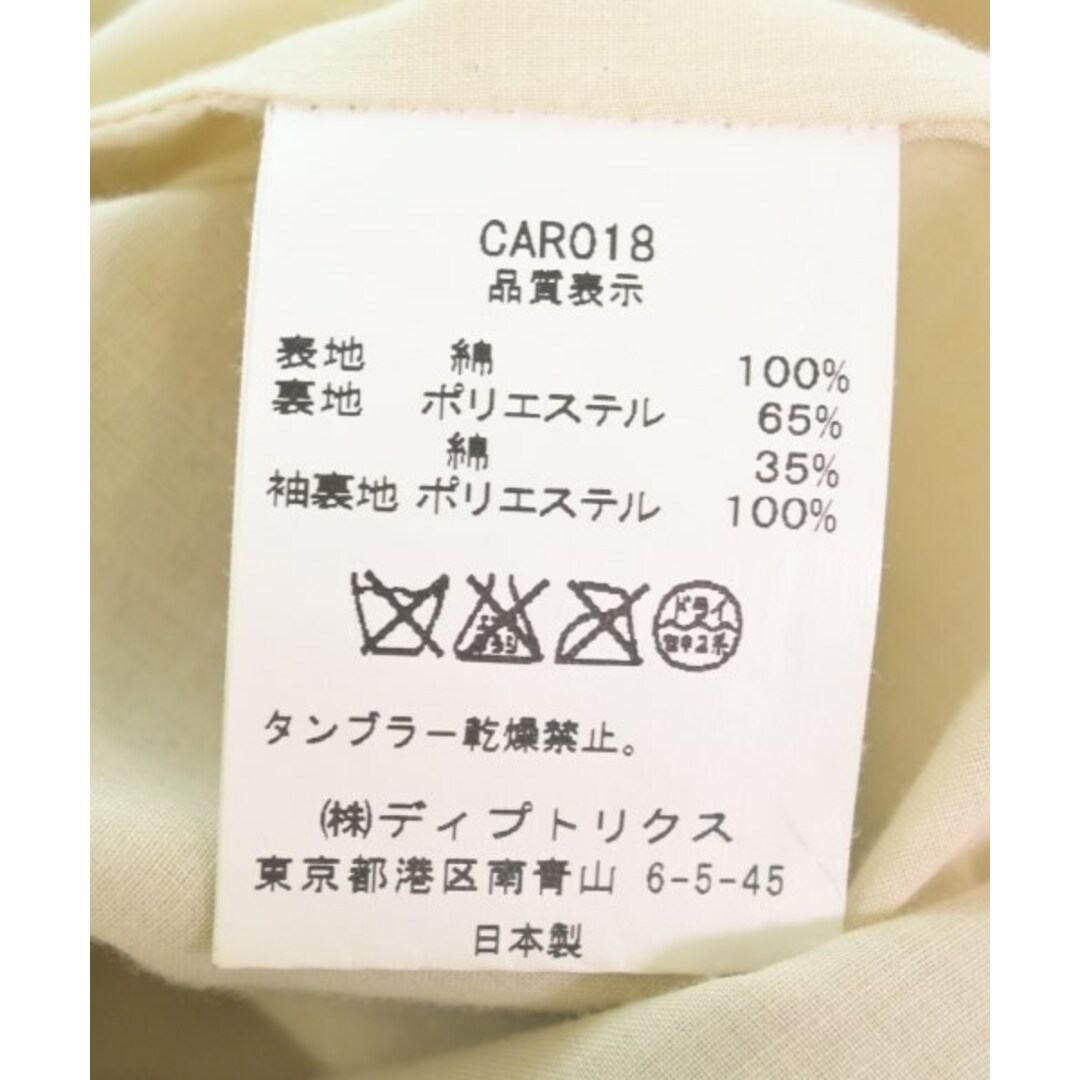 CAR018
品質表示
表地 綿 100%
裏地 ポリエステル 65%
綿 35%
袖裏地 ポリエステル 100%
ドライ
タンブラー乾燥禁止。
㈱ディプトリクス
東京都港区南青山 6-5-45
日本製